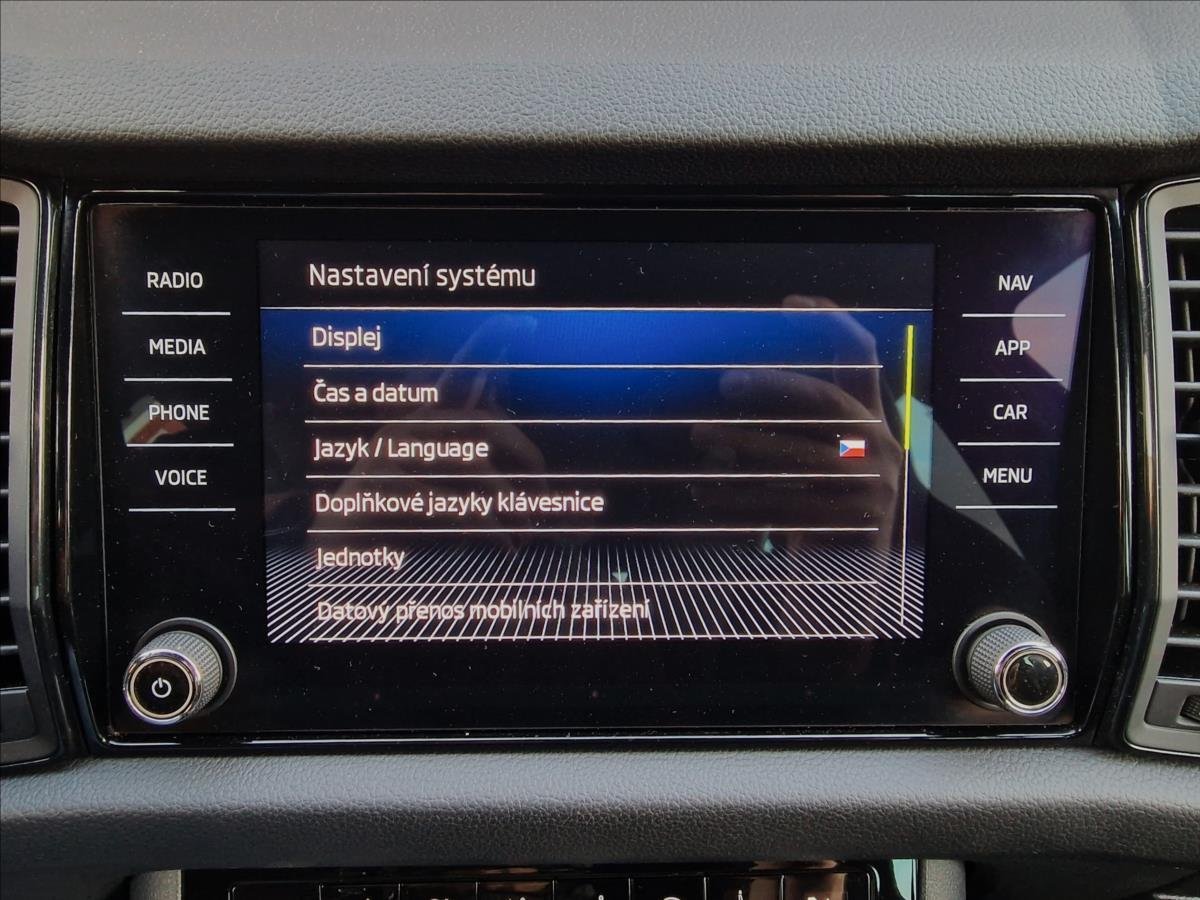 RADIO
MEDIA
PHONE
VOICE
Nastavení systému
Displej
Čas a datum
Jazyk / Language
Doplňkové jazyky klávesnice
Jednotky
Datový přenos mobilních zařízení
NAV
APP
CAR
MENU